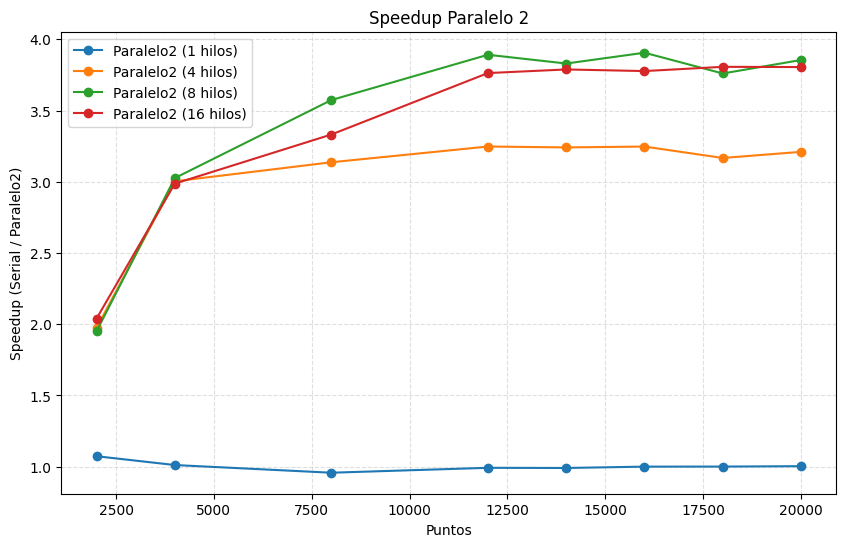 Speedup Paralelo 2
Paralelo2 (1 hilos)
Paralelo2 (4 hilos)
Paralelo2 (8 hilos)
Paralelo2 (16 hilos)
Speedup (Serial / Paralelo2)
4.0
3.5
3.0
2.5
2.0
1.5
1.0
2500 5000 7500 10000 12500 15000 17500 20000
Puntos